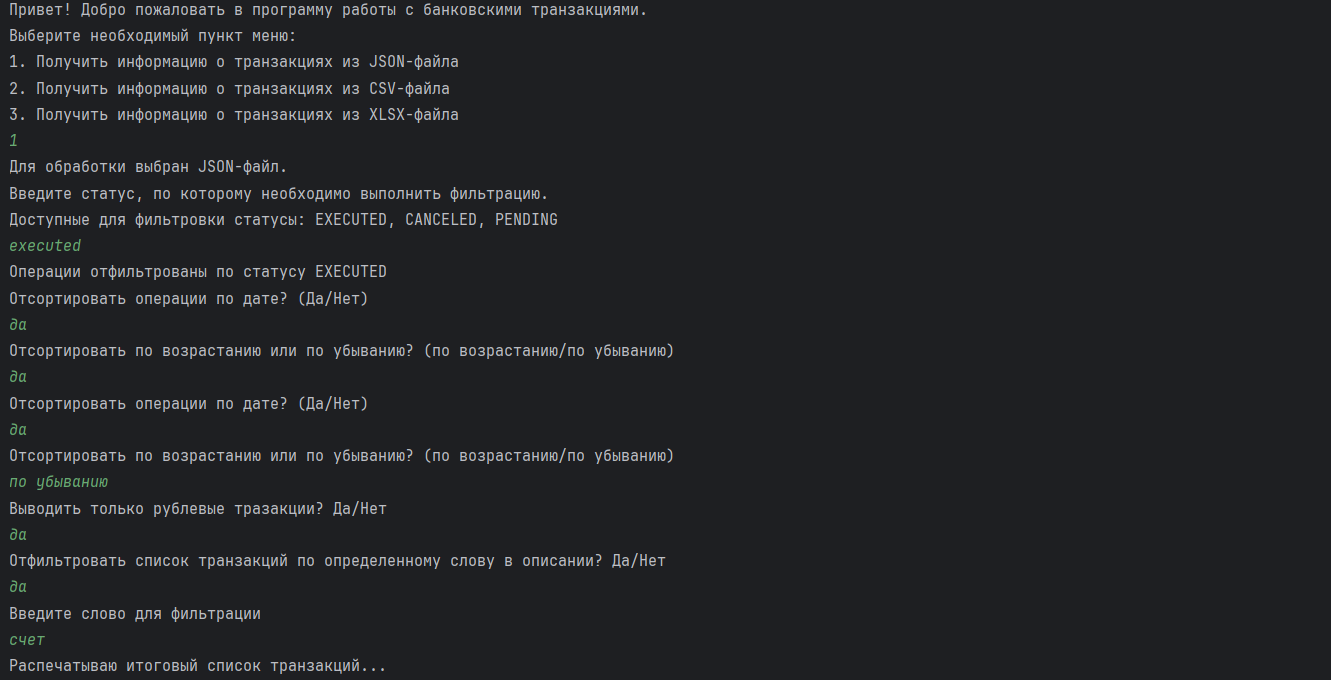 Привет! Добро пожаловать в программу работы с банковскими транзакциями.
Выберите необходимый пункт меню:
1. Получить информацию о транзакциях из JSON-файла
2. Получить информацию о транзакциях из CSV-файла
3. Получить информацию о транзакциях из XLSX-файла
1
Для обработки выбран JSON-файл.
Введите статус, по которому необходимо выполнить фильтрацию.
Доступные для фильтровки статусы: EXECUTED, CANCELED, PENDING
executed
Операции отфильтрованы по статусу EXECUTED
Отсортировать операции по дате? (Да/Нет)
да
Отсортировать по возрастанию или по убыванию? (по возрастанию/по убыванию)
да
Отсортировать операции по дате? (Да/Нет)
да
Отсортировать по возрастанию или по убыванию? (по возрастанию/по убыванию)
по убыванию
Выводить только рублевые тразакции? Да/Нет
да
Отфильтровать список транзакций по определенному слову в описании? Да/Нет
да
Введите слово для фильтрации
счет
Распечатываю итоговый список транзакций...